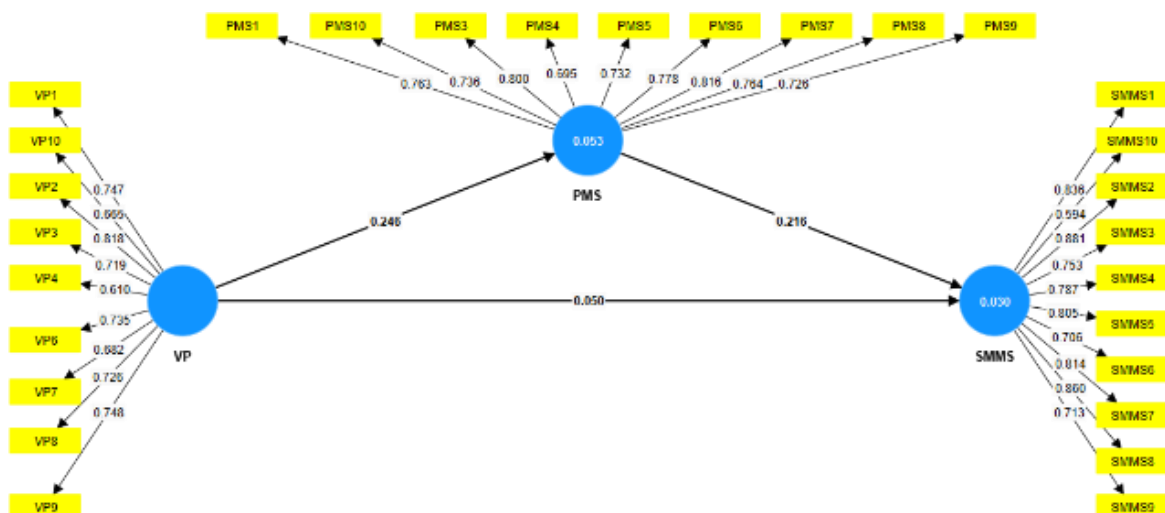 PMS1 PMS10 PMS3 PMS4 PMS5 PMS6 PMS7 PMS8 PMS9
0.763 0.736 0.800 0.695 0.732 0.778 0.816 0.764 0.726
VP1
VP10
VP2
VP3
VP4
VP6
VP7
VP8
VP9
0.747
0.665
0.818
0.719
0.610
0.735
0.682
0.726
0.748
VP
0.053
PMS
0.246
0.216
0.050
0.030
SMMS
0.836
0.594
0.881
0.753
0.787
0.805
0.706
0.814
0.860
0.713
SMMS1
SMMS10
SMMS2
SMMS3
SMMS4
SMMS5
SMMS6
SMMS7
SMMS8
SMMS9